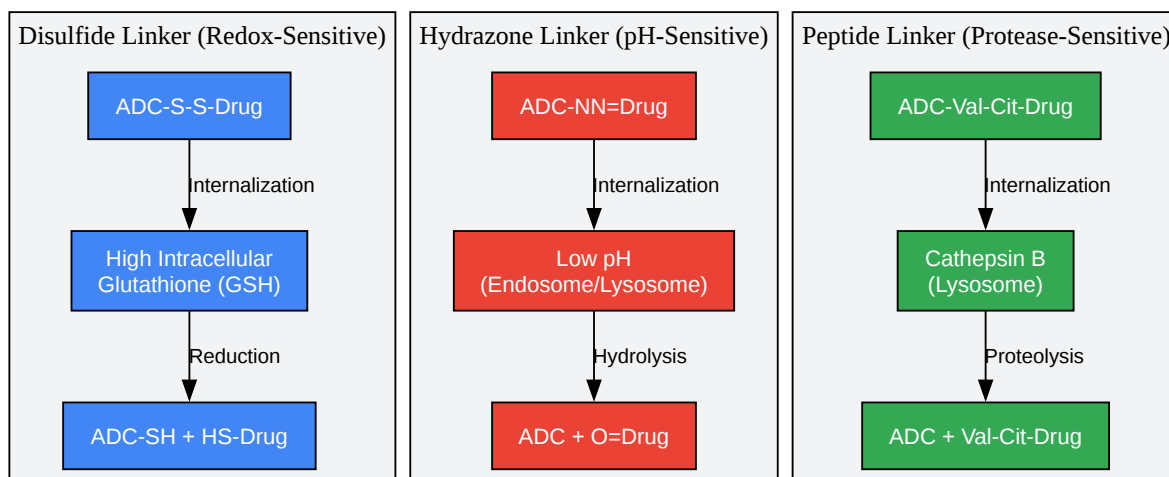 Disulfide Linker (Redox-Sensitive)
ADC-S-S-Drug
Internalization
High Intracellular
Glutathione (GSH)
Reduction
ADC-SH + HS-Drug
Hydrazone Linker (pH-Sensitive)
ADC-NN=Drug
Internalization
Low pH
(Endosome/Lysosome)
Hydrolysis
ADC + O=Drug
Peptide Linker (Protease-Sensitive)
ADC-Val-Cit-Drug
Internalization
Cathepsin B
(Lysosome)
Proteolysis
ADC + Val-Cit-Drug